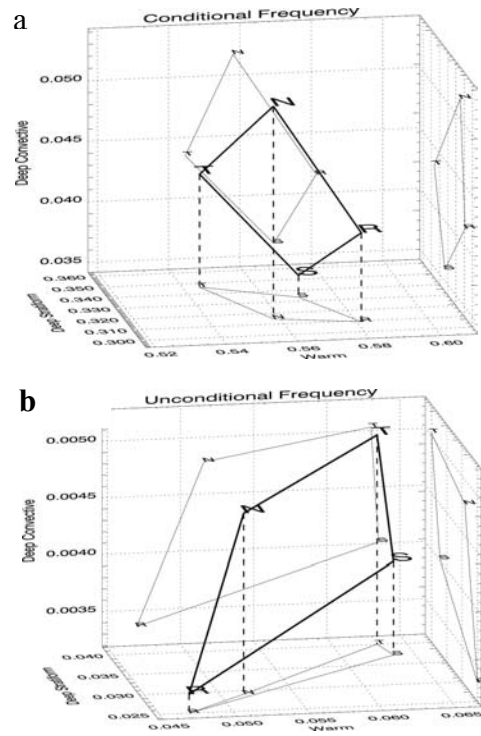 a
Conditional Frequency
Deep Convective
0.050
0.045
0.040
0.035
N
N
N
T
T
T
R
R
R
S
S
S
T
S
N
R
0.360
0.350
0.340
0.330
0.320
0.310
0.300
Deep Stratiform
0.52 0.54 0.56 0.58 0.60
Warm
b
Unconditional Frequency
Deep Convective
0.0050
0.0045
0.0040
0.0035
T
T
T
N
N
N
S
S
S
R
R
T
S
N
R
0.040
0.035
0.030
0.025
Deep Stratiform
0.045 0.050 0.055 0.060 0.065
Warm